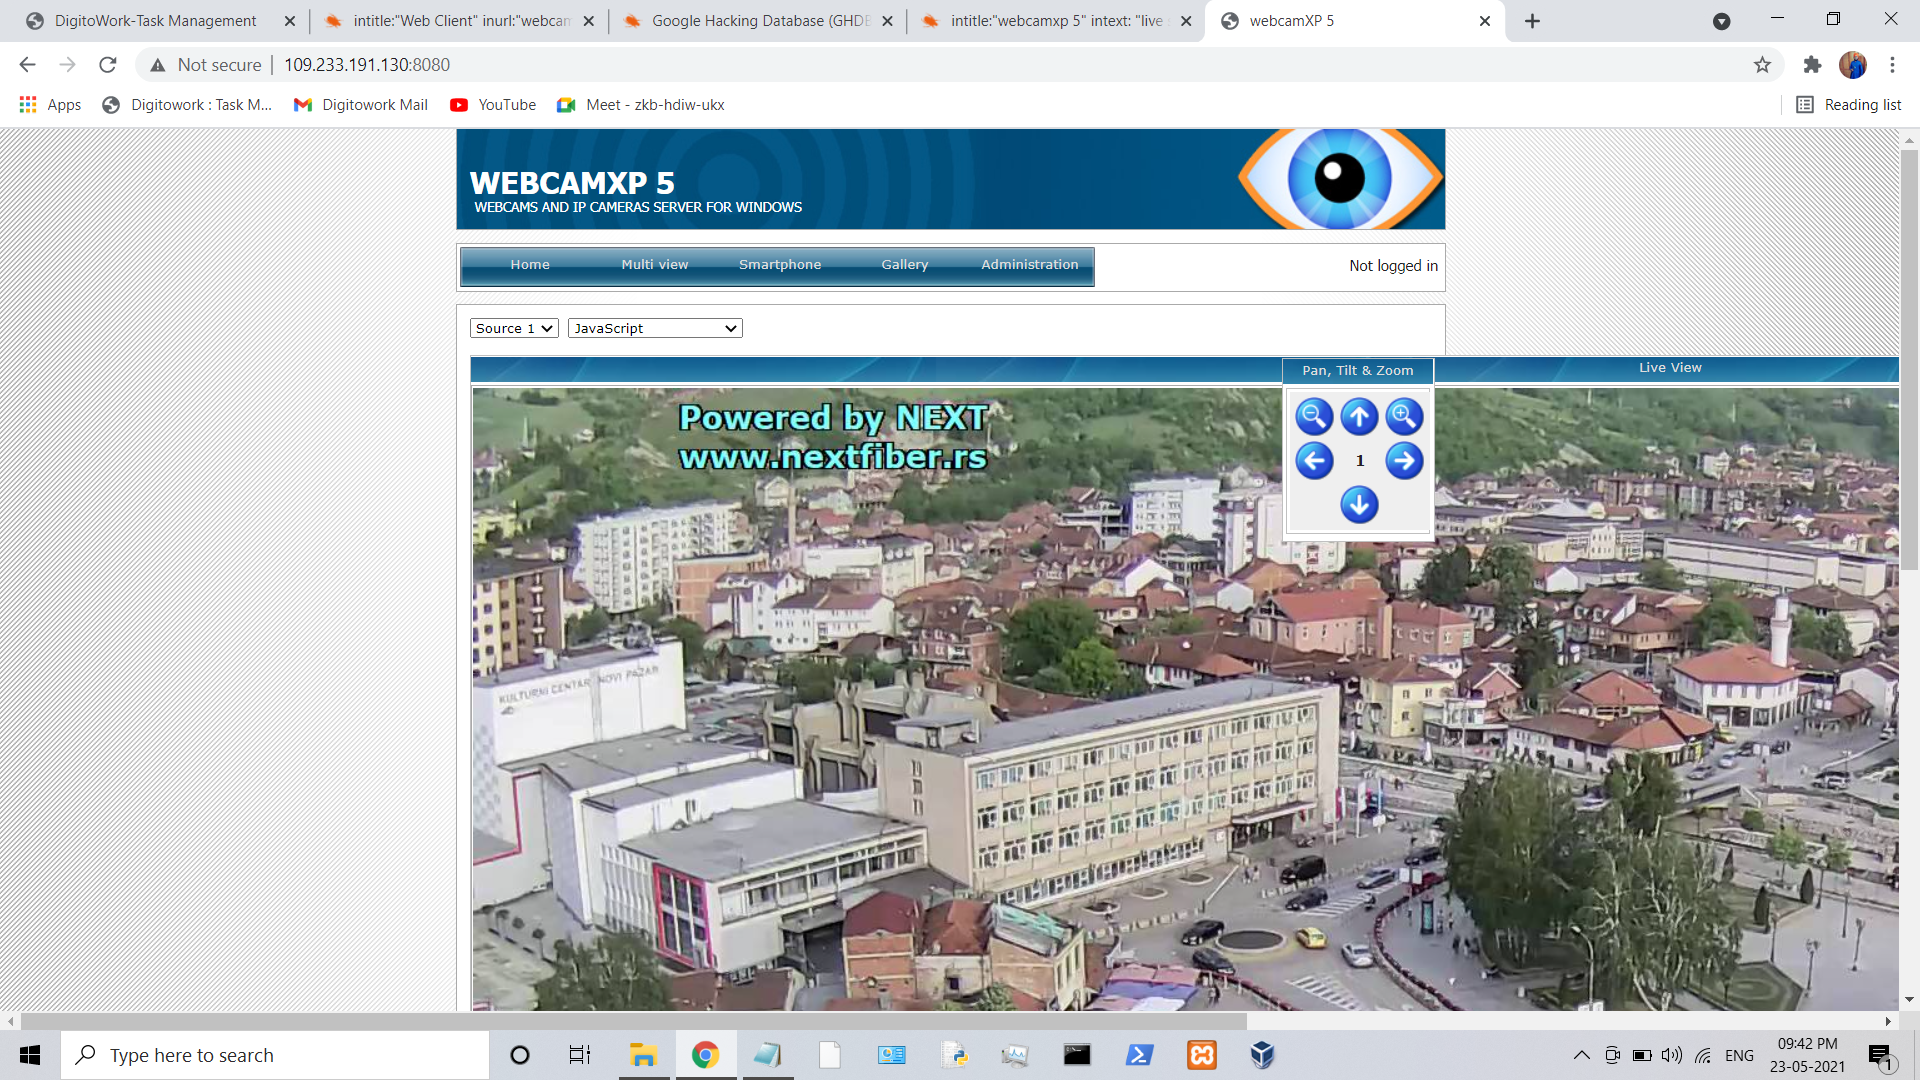 DigitoWork-Task Management
intitle:"Web Client" inurl:"webcam
Google Hacking Database (GHDB
intitle:"webcamxp 5" intext: "live
webcamXP 5
Not secure
109.233.191.130:8080
Apps
Digitowork : Task M...
Digitowork Mail
YouTube
Meet - zkb-hdiw-ukx
Reading list
WEBCAMXP 5
WEBCAMS AND IP CAMERAS SERVER FOR WINDOWS
Home
Multi view
Smartphone
Gallery
Administration
Not logged in
Source 1
JavaScript
Pan, Tilt & Zoom
Live View
Powered by NEXT
www.nextfiber.rs
1
KULTURNI CENTAR NOVI PAZAR
Type here to search
ENG
09:42 PM
23-05-2021
1